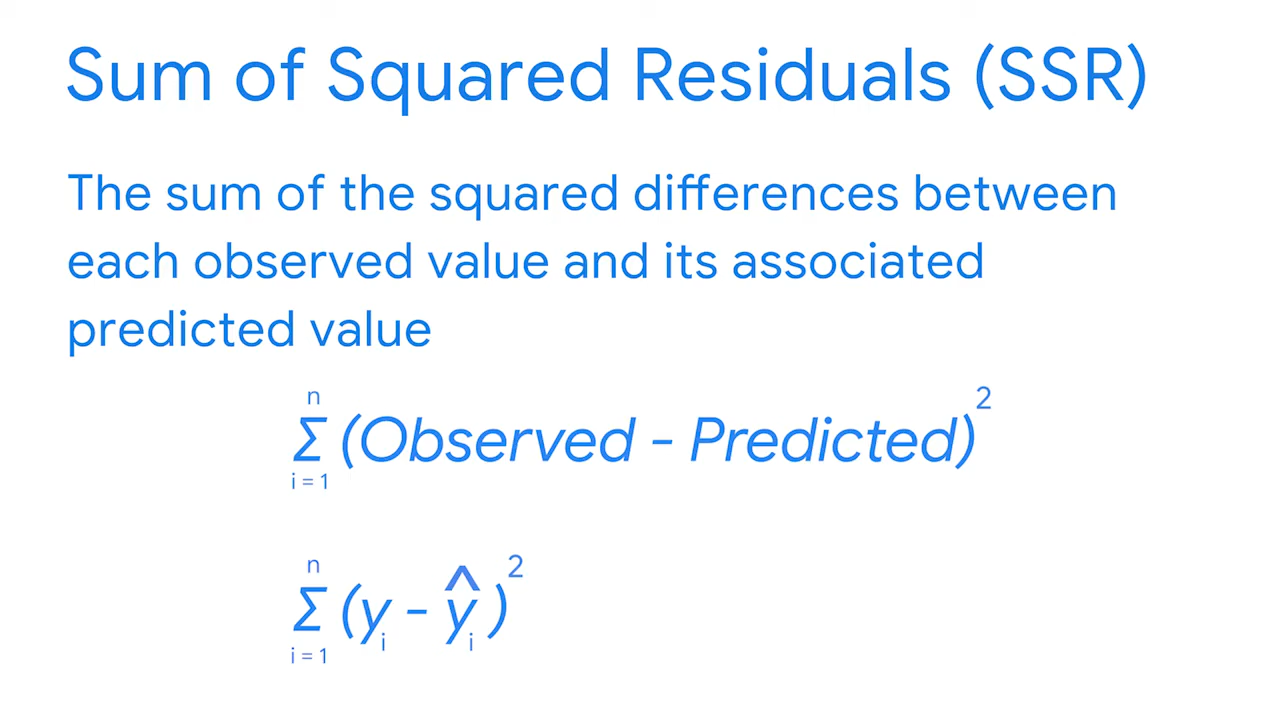 Sum of Squared Residuals (SSR)
The sum of the squared differences between
each observed value and its associated
predicted value
n
Σ (Observed - Predicted)²
i = 1
n
Σ (yᵢ - ŷᵢ)²
i = 1